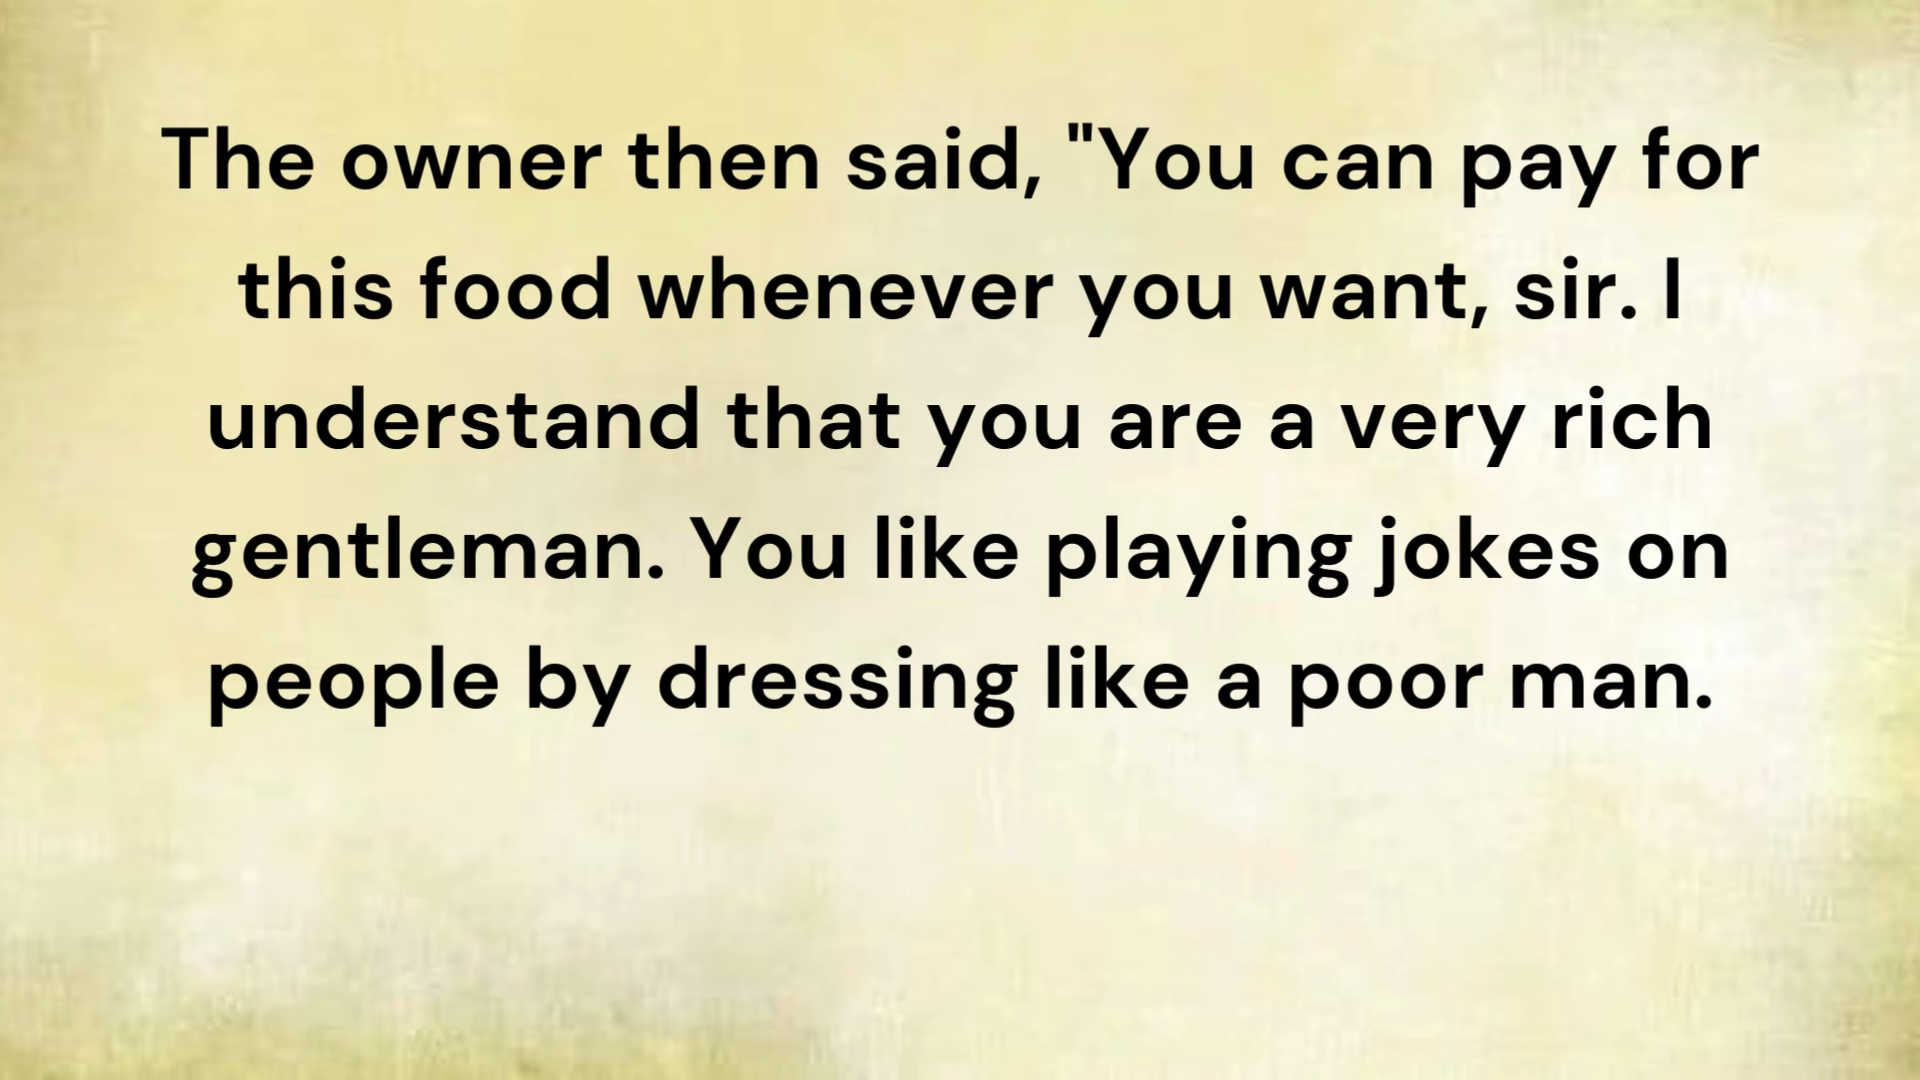 The owner then said, "You can pay for
this food whenever you want, sir. I
understand that you are a very rich
gentleman. You like playing jokes on
people by dressing like a poor man.